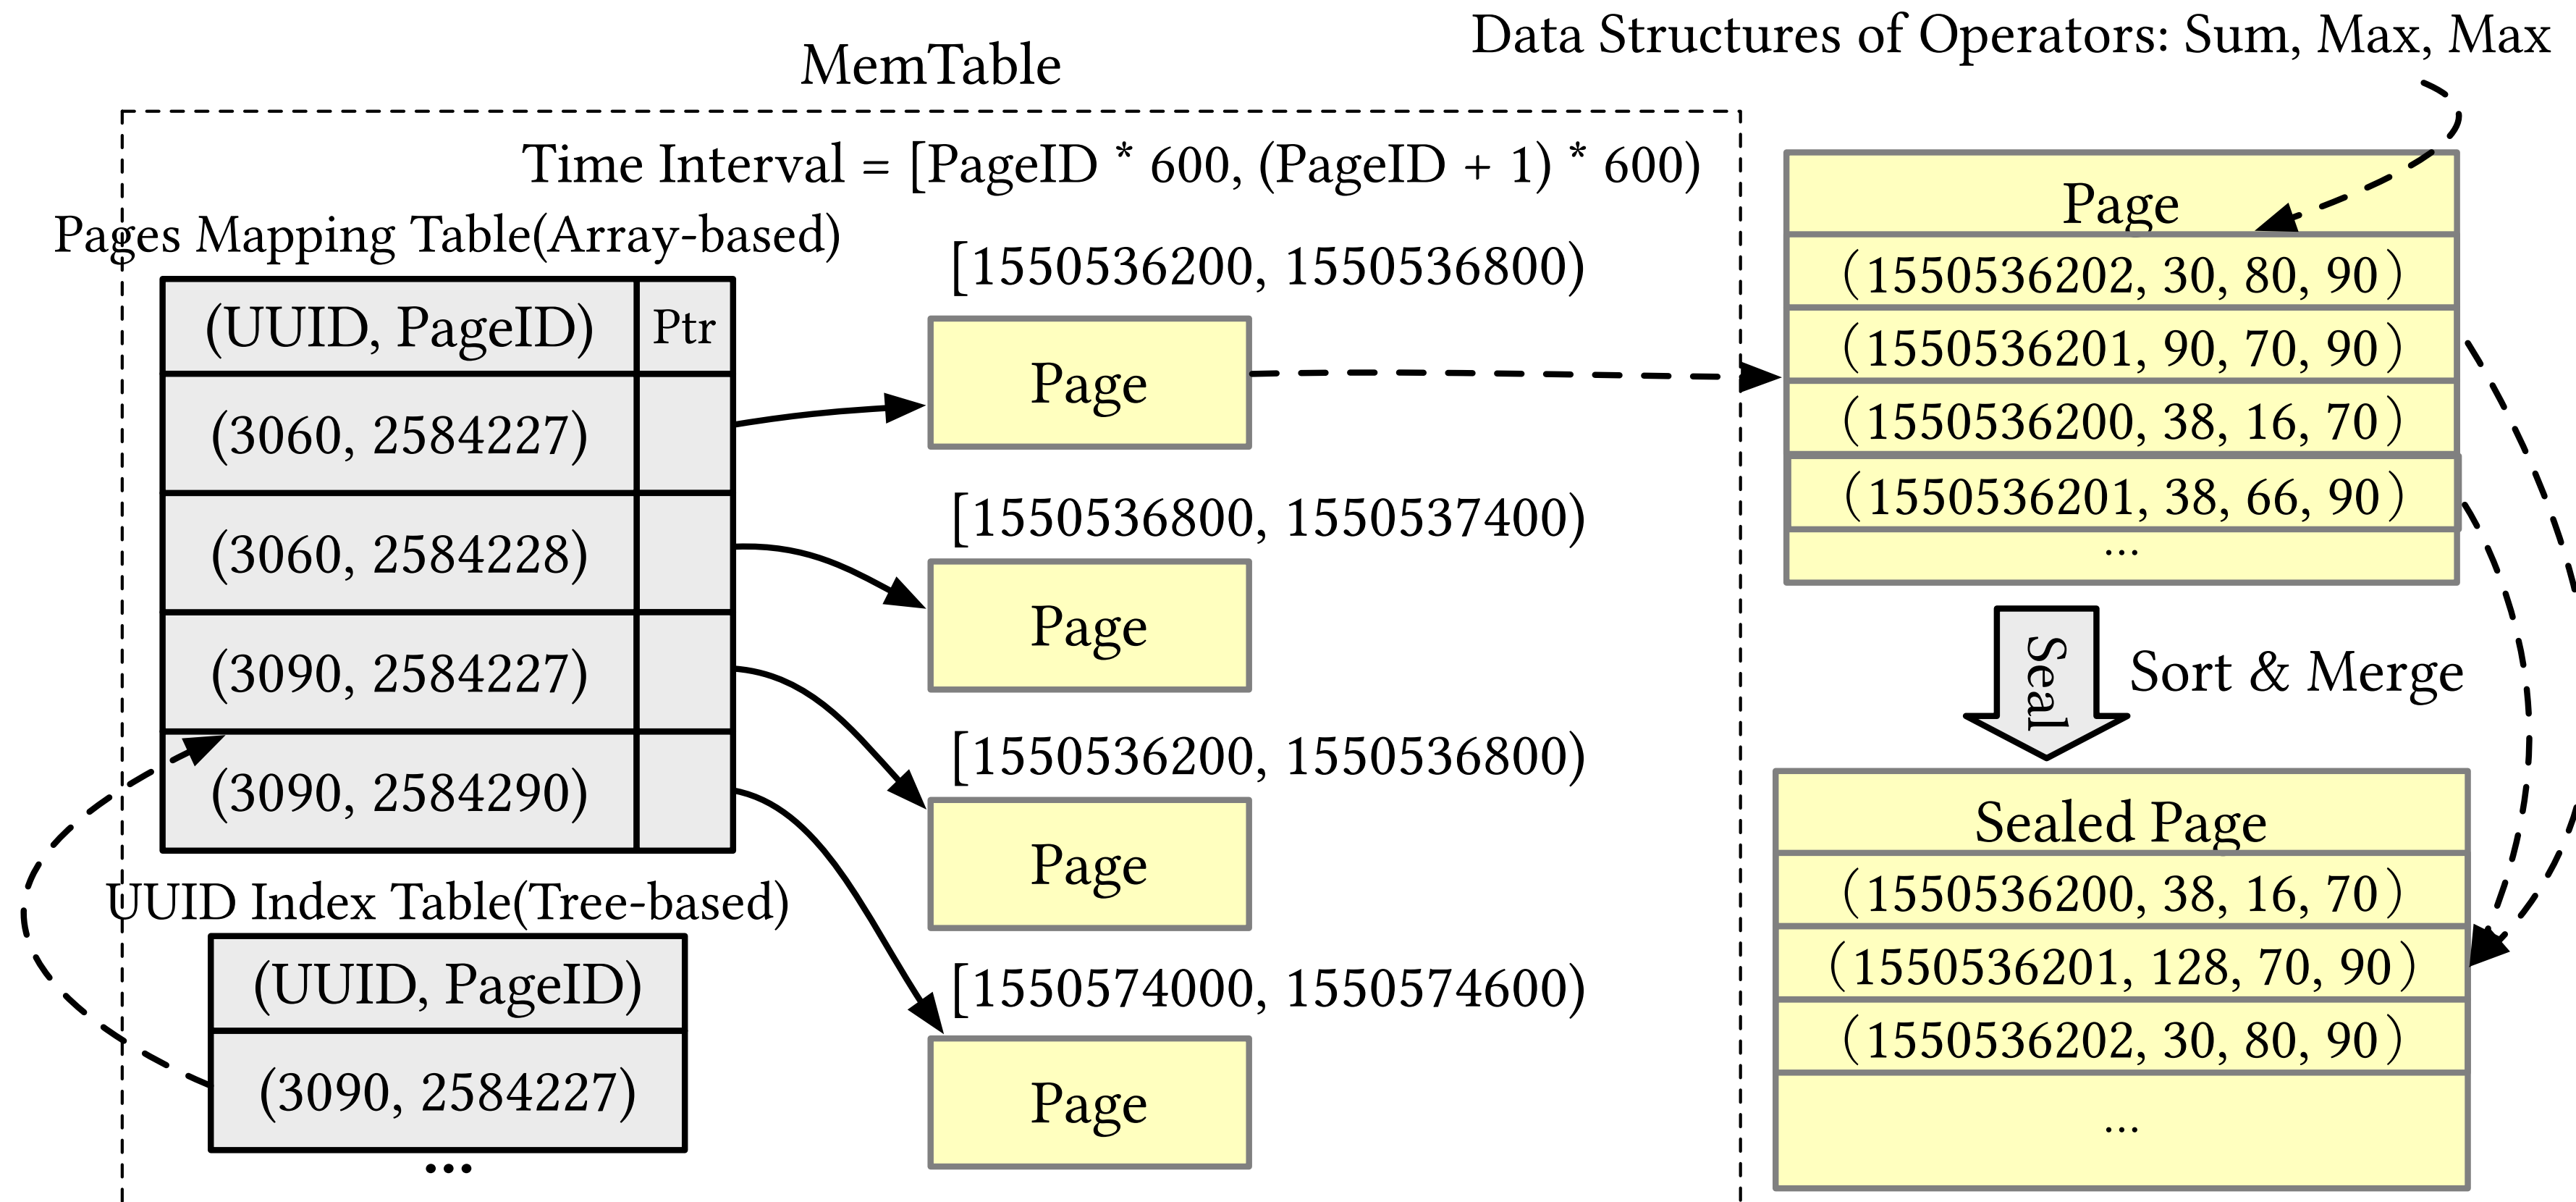 Data Structures of Operators: Sum, Max, Max
MemTable
Time Interval = [PageID * 600, (PageID + 1) * 600)
Pages Mapping Table(Array-based)
(UUID, PageID) Ptr
(3060, 2584227)
(3060, 2584228)
(3090, 2584227)
(3090, 2584290)
UUID Index Table(Tree-based)
(UUID, PageID)
(3090, 2584227)
...
[1550536200, 1550536800)
Page
[1550536800, 1550537400)
Page
[1550536200, 1550536800)
Page
[1550574000, 1550574600)
Page
Page
(1550536202, 30, 80, 90)
(1550536201, 90, 70, 90)
(1550536200, 38, 16, 70)
(1550536201, 38, 66, 90)
...
Seal
Sort & Merge
Sealed Page
(1550536200, 38, 16, 70)
(1550536201, 128, 70, 90)
(1550536202, 30, 80, 90)
...